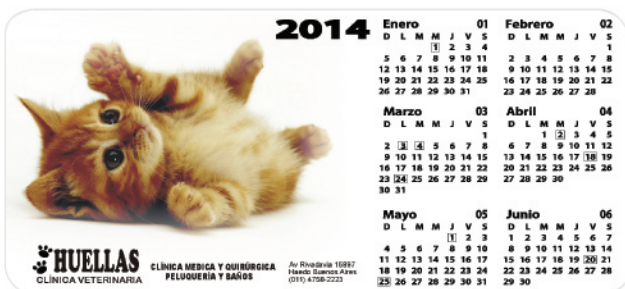 2014
Enero 01
D L M M J V S
1 2 3 4
5 6 7 8 9 10 11
12 13 14 15 16 17 18
19 20 21 22 23 24 25
26 27 28 29 30 31
Febrero 02
D L M M J V S
1
2 3 4 5 6 7 8
9 10 11 12 13 14 15
16 17 18 19 20 21 22
23 24 25 26 27 28
Marzo 03
D L M M J V S
1
2 3 4 5 6 7 8
9 10 11 12 13 14 15
16 17 18 19 20 21 22
23 24 25 26 27 28 29
30 31
Abril 04
D L M M J V S
1 2 3 4 5
6 7 8 9 10 11 12
13 14 15 16 17 18 19
20 21 22 23 24 25 26
27 28 29 30
Mayo 05
D L M M J V S
1 2 3
4 5 6 7 8 9 10
11 12 13 14 15 16 17
18 19 20 21 22 23 24
25 26 27 28 29 30 31
Junio 06
D L M M J V S
1 2 3 4 5 6 7
8 9 10 11 12 13 14
15 16 17 18 19 20 21
22 23 24 25 26 27 28
29 30
HUELLAS
CLÍNICA VETERINARIA
CLÍNICA MEDICA Y QUIRÚRGICA
PELUQUERÍA Y BAÑOS
Av Rivadavia 15897
Haedo Buenos Aires
(011) 4758-2223